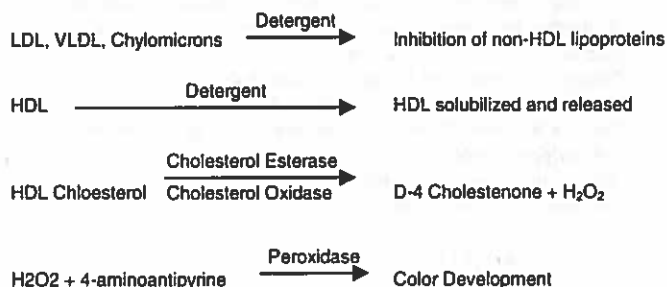 Detergent
LDL, VLDL, Chylomicrons Inhibition of non-HDL lipoproteins
Detergent
HDL HDL solubilized and released
Cholesterol Esterase
HDL Chloesterol Cholesterol Oxidase D-4 Cholestenone + H₂O₂
Peroxidase
H2O2 + 4-aminoantipyrine Color Development